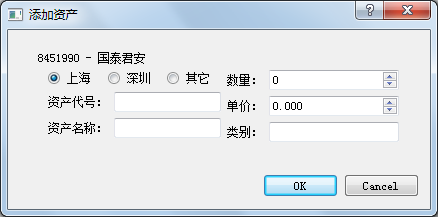 添加资产
8451990 - 国泰君安
上海 深圳 其它 数量: 0
资产代号: 单价: 0.000
资产名称: 类别:
OK Cancel